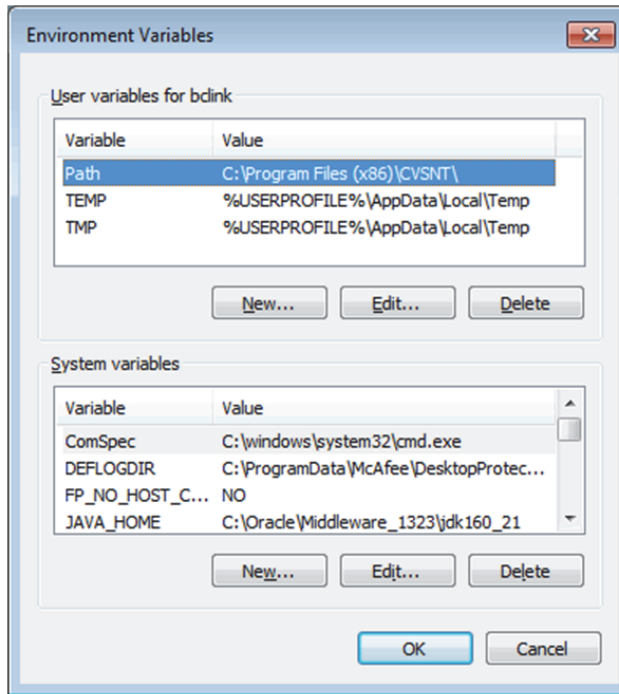 Environment Variables
User variables for bclink
Variable Value
Path C:\Program Files (x86)\CVSNT\
TEMP %USERPROFILE%\AppData\Local\Temp
TMP %USERPROFILE%\AppData\Local\Temp
New... Edit... Delete
System variables
Variable Value
ComSpec C:\windows\system32\cmd.exe
DEFLOGDIR C:\ProgramData\McAfee\DesktopProtec...
FP_NO_HOST_C... NO
JAVA_HOME C:\Oracle\Middleware_1323\jdk160_21
New... Edit... Delete
OK Cancel